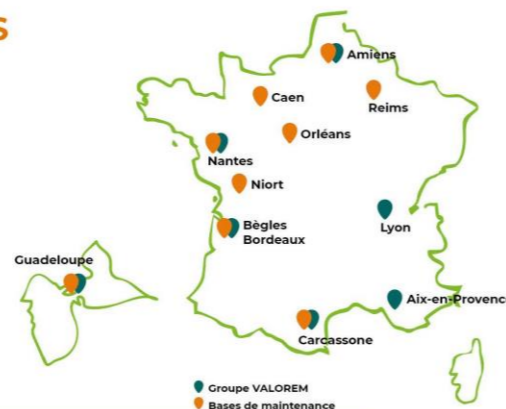 S
Amiens
Caen
Reims
Orléans
Nantes
Niort
Bègles
Bordeaux
Lyon
Guadeloupe
Aix-en-Provence
Carcassone
Groupe VALOREM
Bases de maintenance